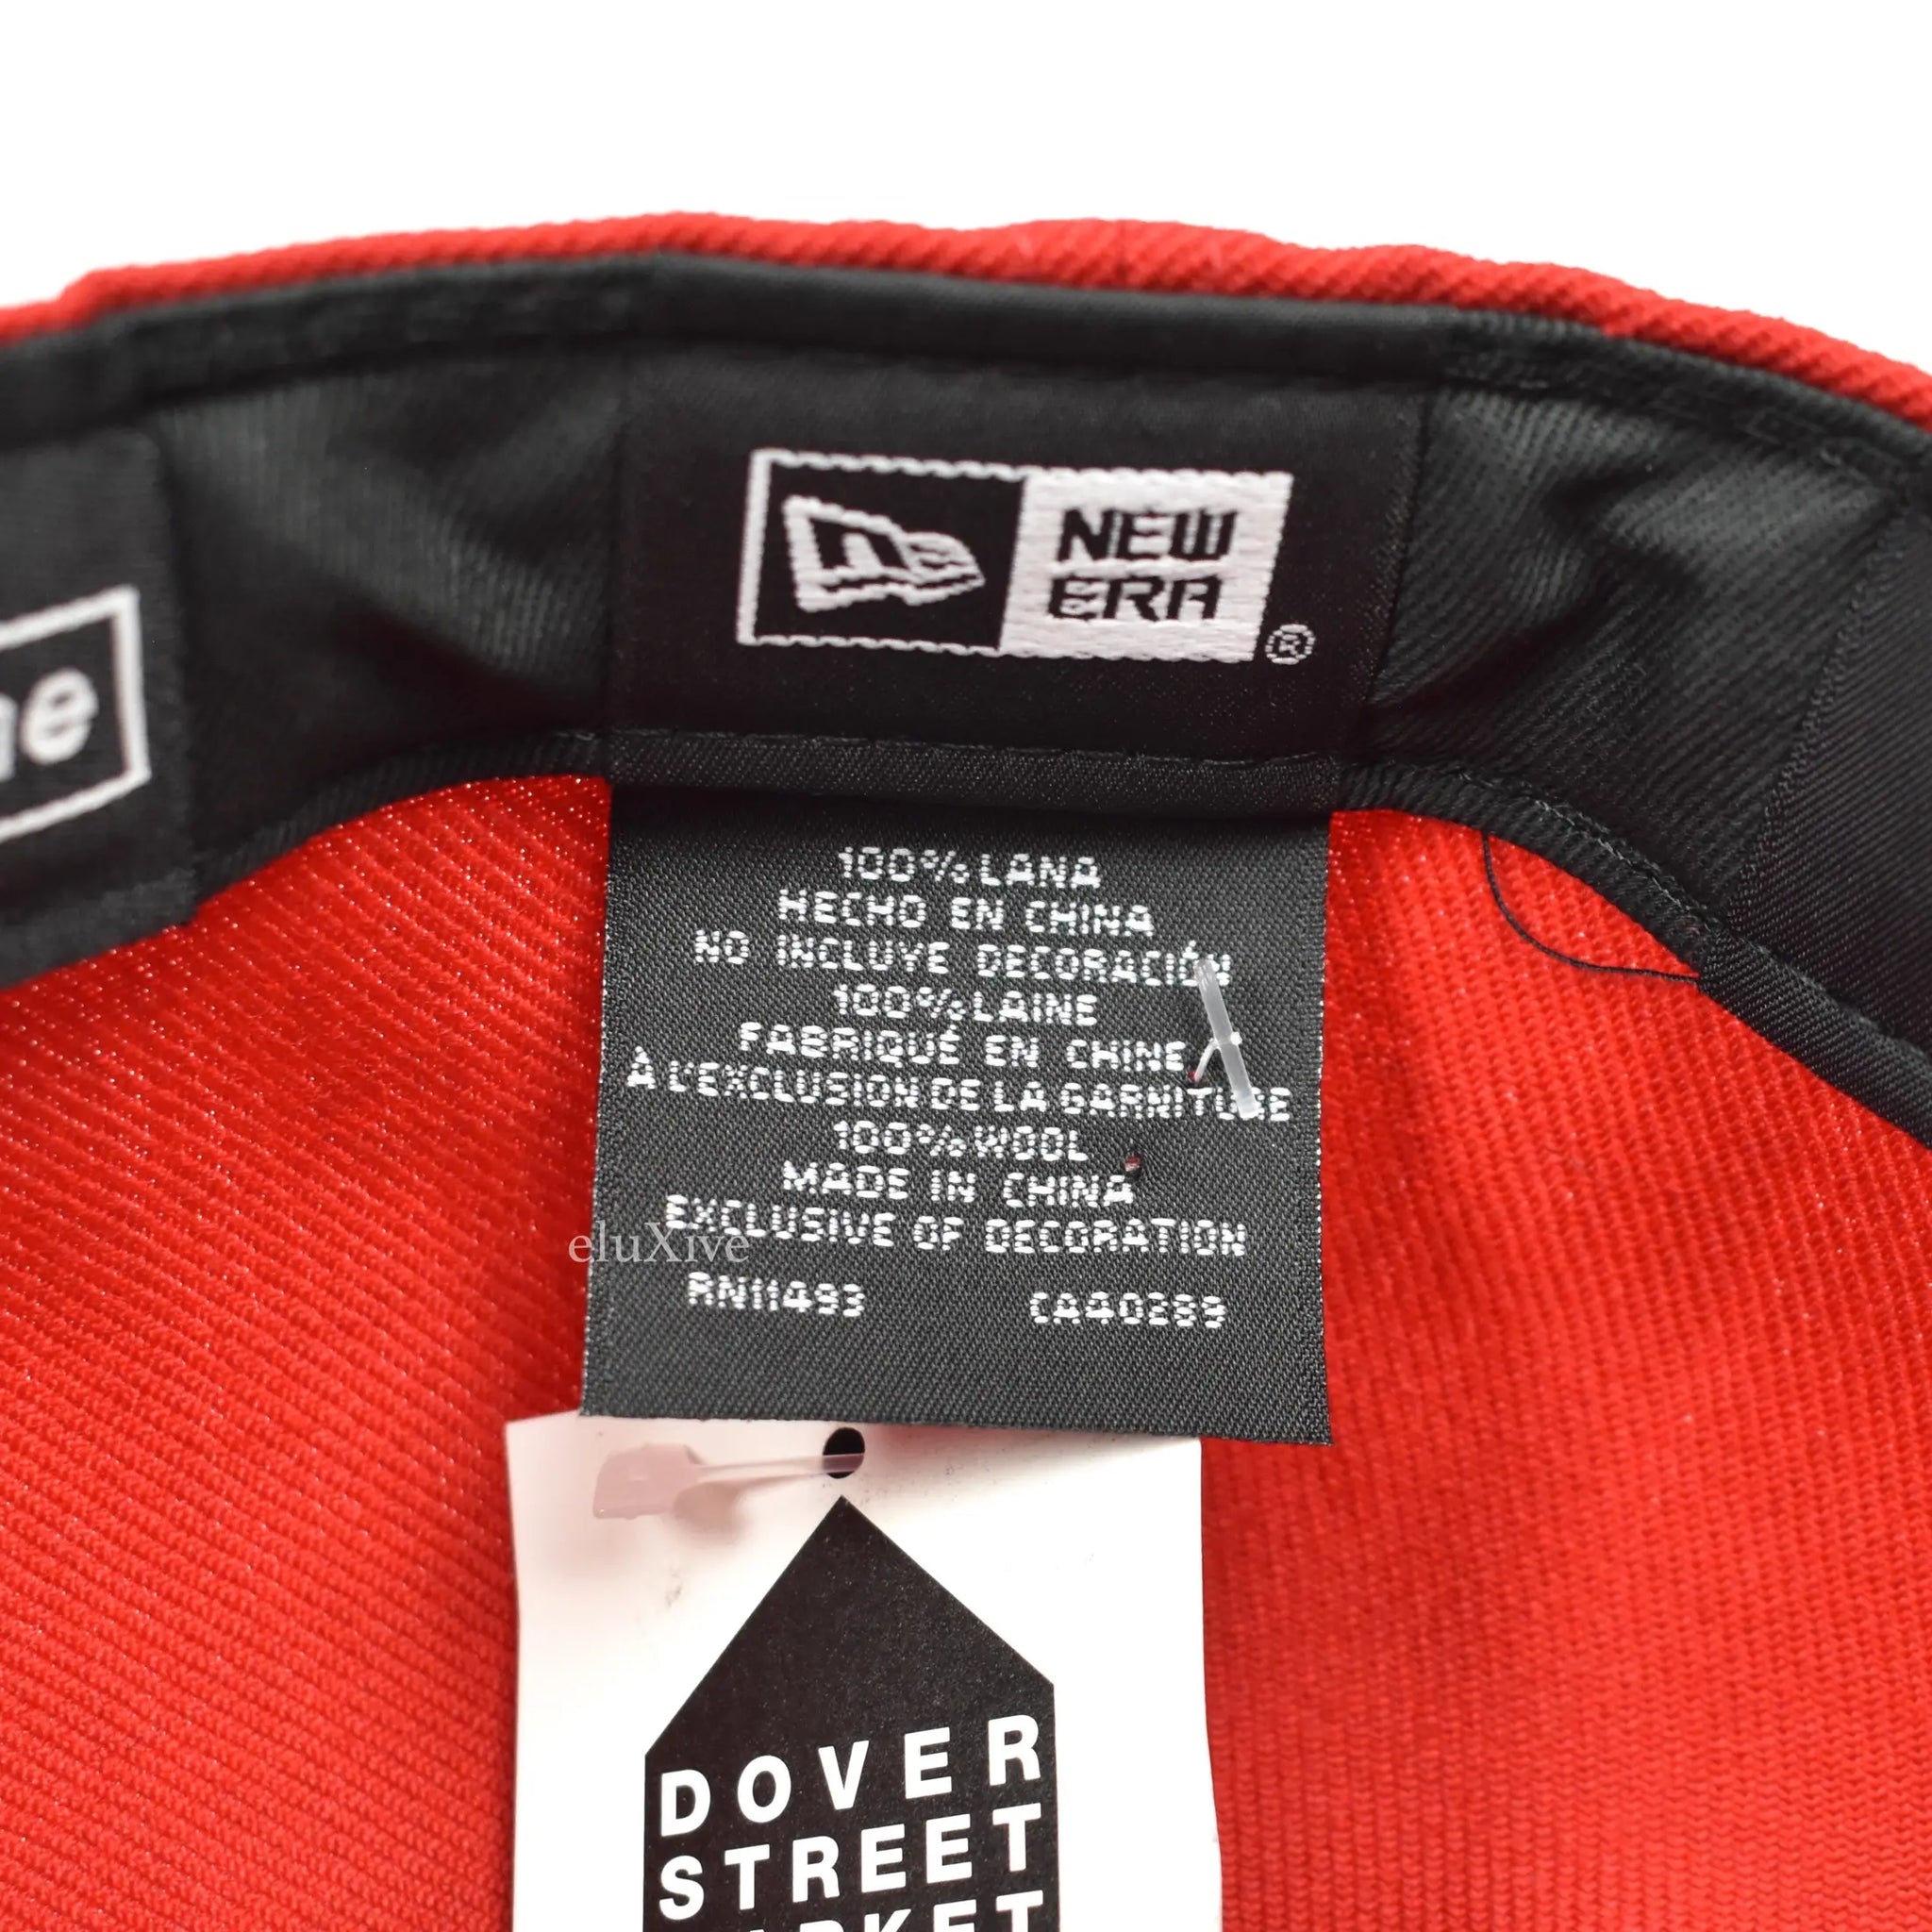 NEW
ERA
®
ne
100% LANA
HECHO EN CHINA
NO INCLUYE DECORACIÓN
100% LAINE
FABRIQUÉ EN CHINE
À L'EXCLUSION DE LA GARNITURE
100% WOOL
MADE IN CHINA
EXCLUSIVE OF DECORATION
eluXive
RN11493 CA40289
DOVER
STREET
MARKET